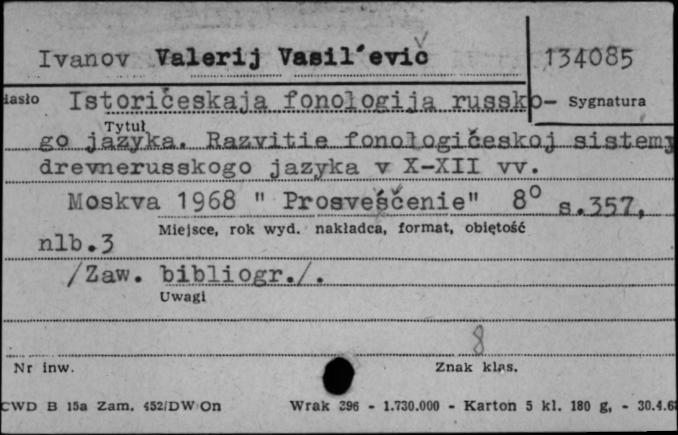 Ivanov Valerij Vasil'evič
134085
Hasło
Istoričeskaja fonologija russko-
Sygnatura
Tytuł
go jazyka. Razvitie fonologičeskoj sistemy
drevnerusskogo jazyka v X-XII vv.
Moskva 1968 " Prosveščenie" 8° s.357,
Miejsce, rok wyd. nakładca, format, objętość
nlb.3
/Zaw. bibliogr./.
Uwagi
8
Nr inw.
Znak klas.
CWD B 15a Zam. 452/DW/On
Wrak 396 - 1.730.000 - Karton 5 kl. 180 g, - 30.4.6